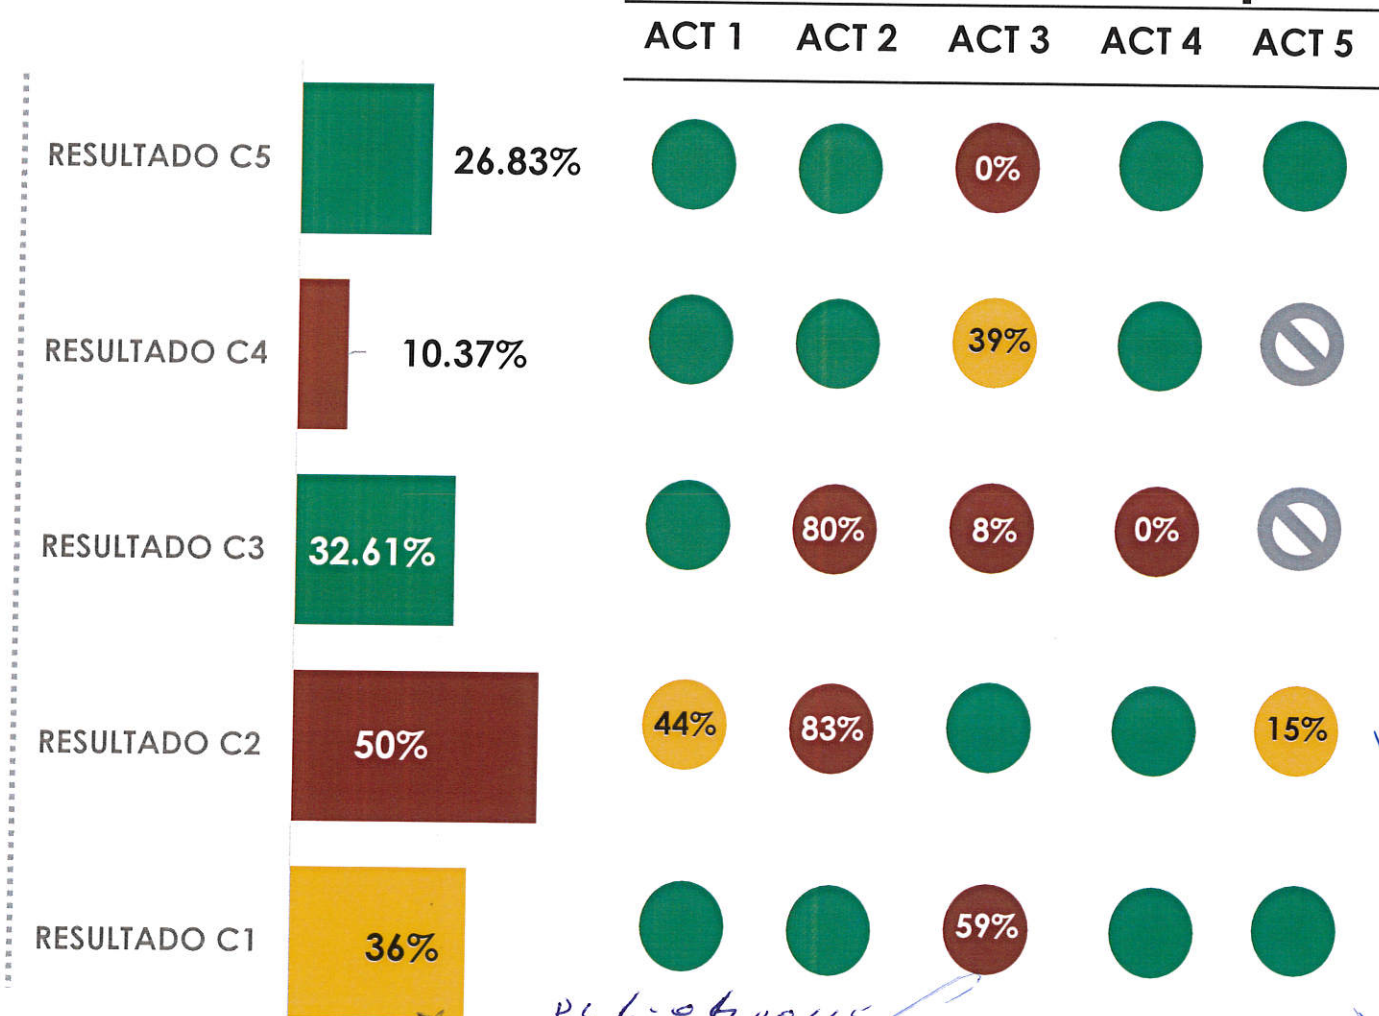 ACT 1 ACT 2 ACT 3 ACT 4 ACT 5
RESULTADO C5 26.83% 0%
RESULTADO C4 10.37% 39%
RESULTADO C3 32.61% 80% 8% 0%
RESULTADO C2 50% 44% 83% 15%
RESULTADO C1 36% 59%